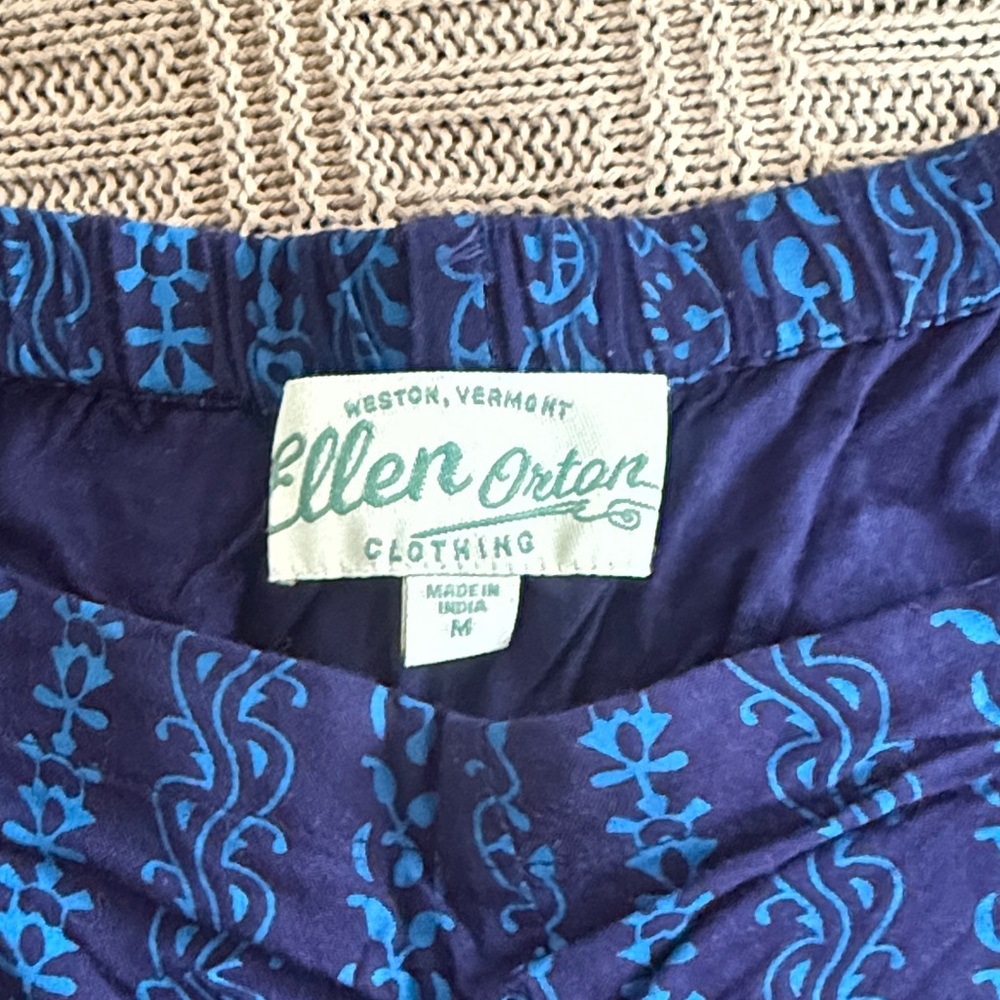 WESTON, VERMONT
Ellen Orton
CLOTHING
MADE IN
INDIA
M